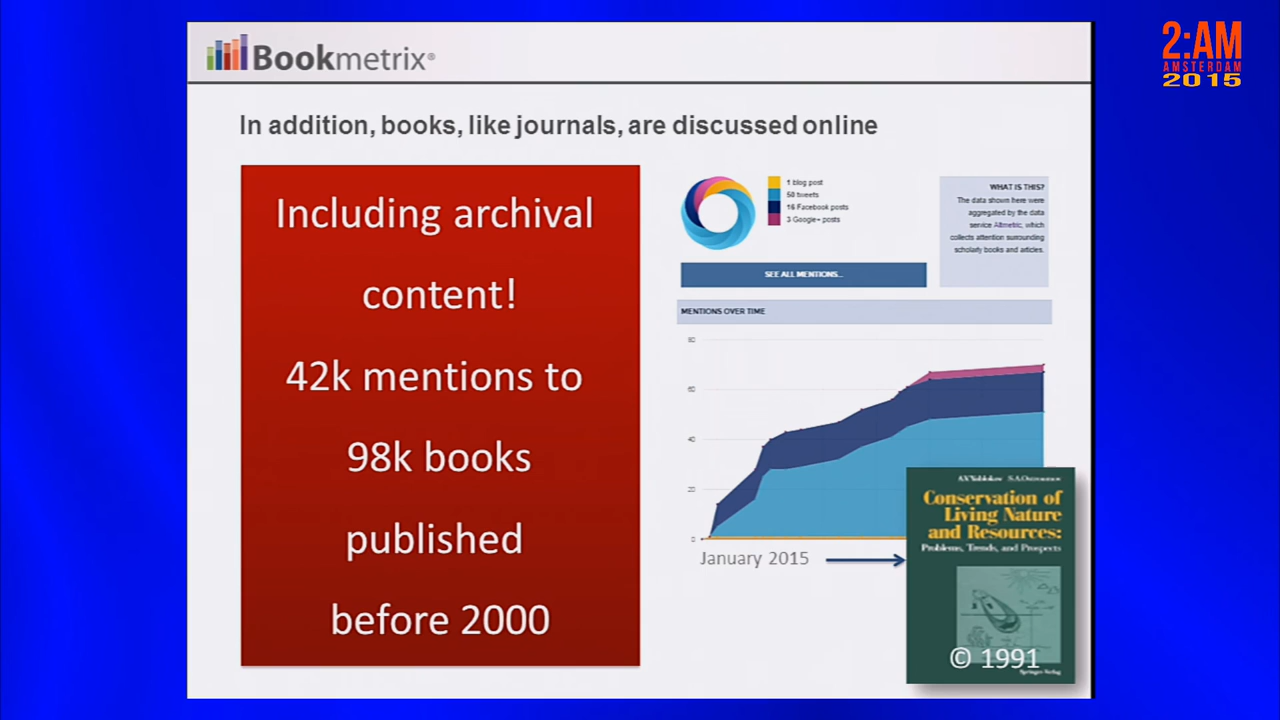 Bookmetrix®
2:AM
AMSTERDAM
2015
In addition, books, like journals, are discussed online
Including archival
content!
42k mentions to
98k books
published
before 2000
1 blog post
50 tweets
16 Facebook posts
3 Google+ posts
WHAT IS THIS?
The data shown here were
aggregated by the data
service Altmetric, which
collects attention surrounding
scholarly books and articles.
SEE ALL MENTIONS...
MENTIONS OVER TIME
80
60
40
20
0
January 2015
A.V. Yablokov S.A. Ostroumov
Conservation of
Living Nature
and Resources:
Problems, Trends, and Prospects
© 1991
Springer-Verlag